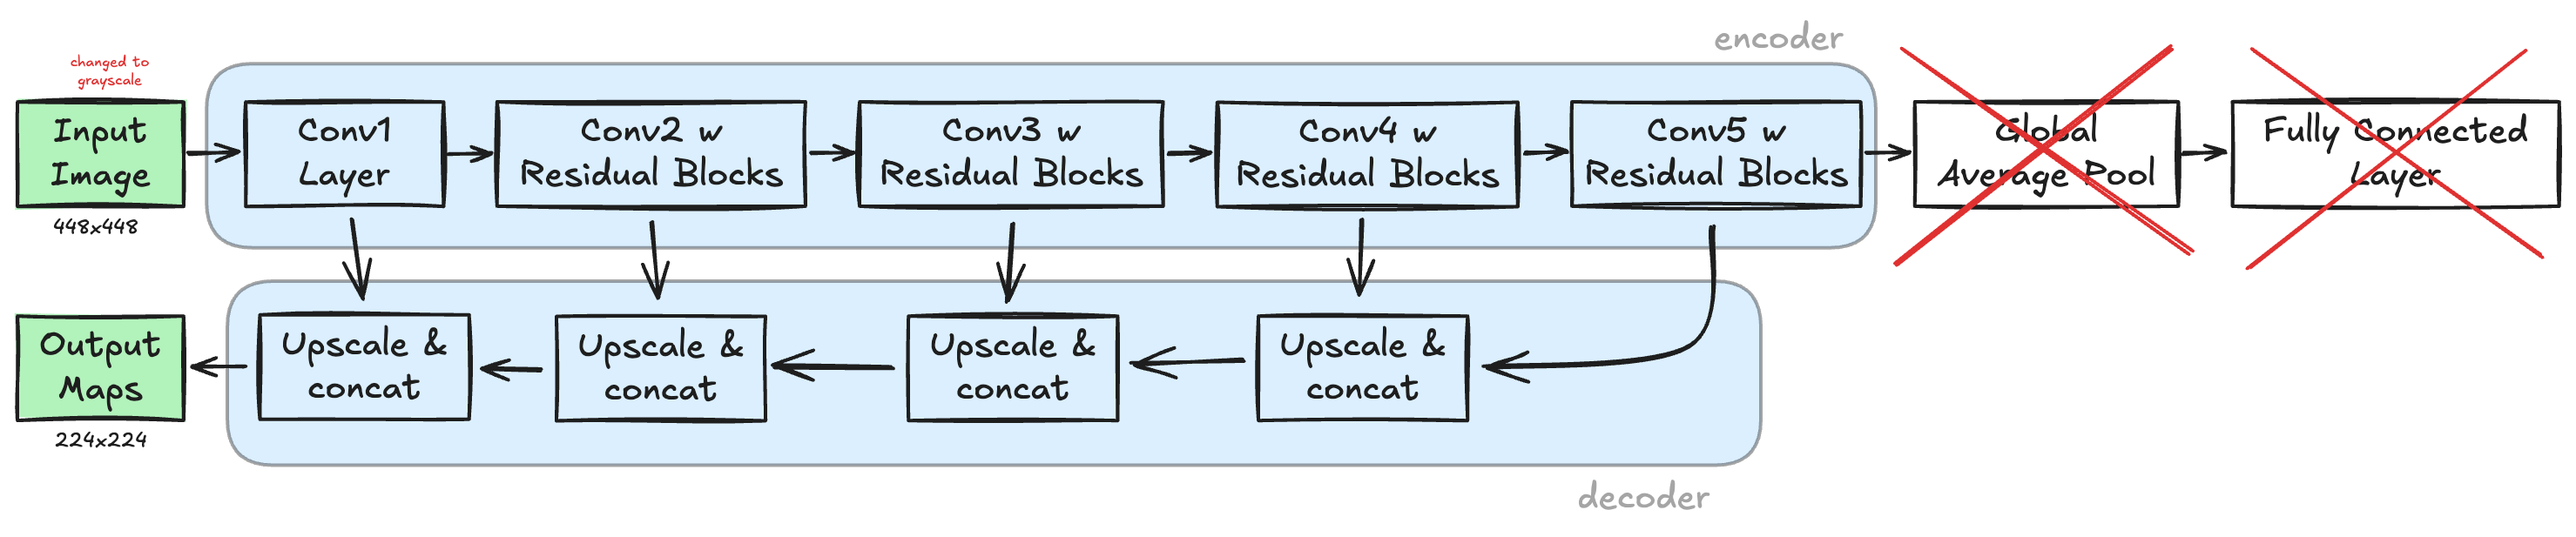 encoder
changed to
grayscale
Input
Image
448x448
Conv1
Layer
Conv2 w
Residual Blocks
Conv3 w
Residual Blocks
Conv4 w
Residual Blocks
Conv5 w
Residual Blocks
Global
Average Pool
Fully Connected
Layer
Output
Maps
224x224
Upscale &
concat
Upscale &
concat
Upscale &
concat
Upscale &
concat
decoder